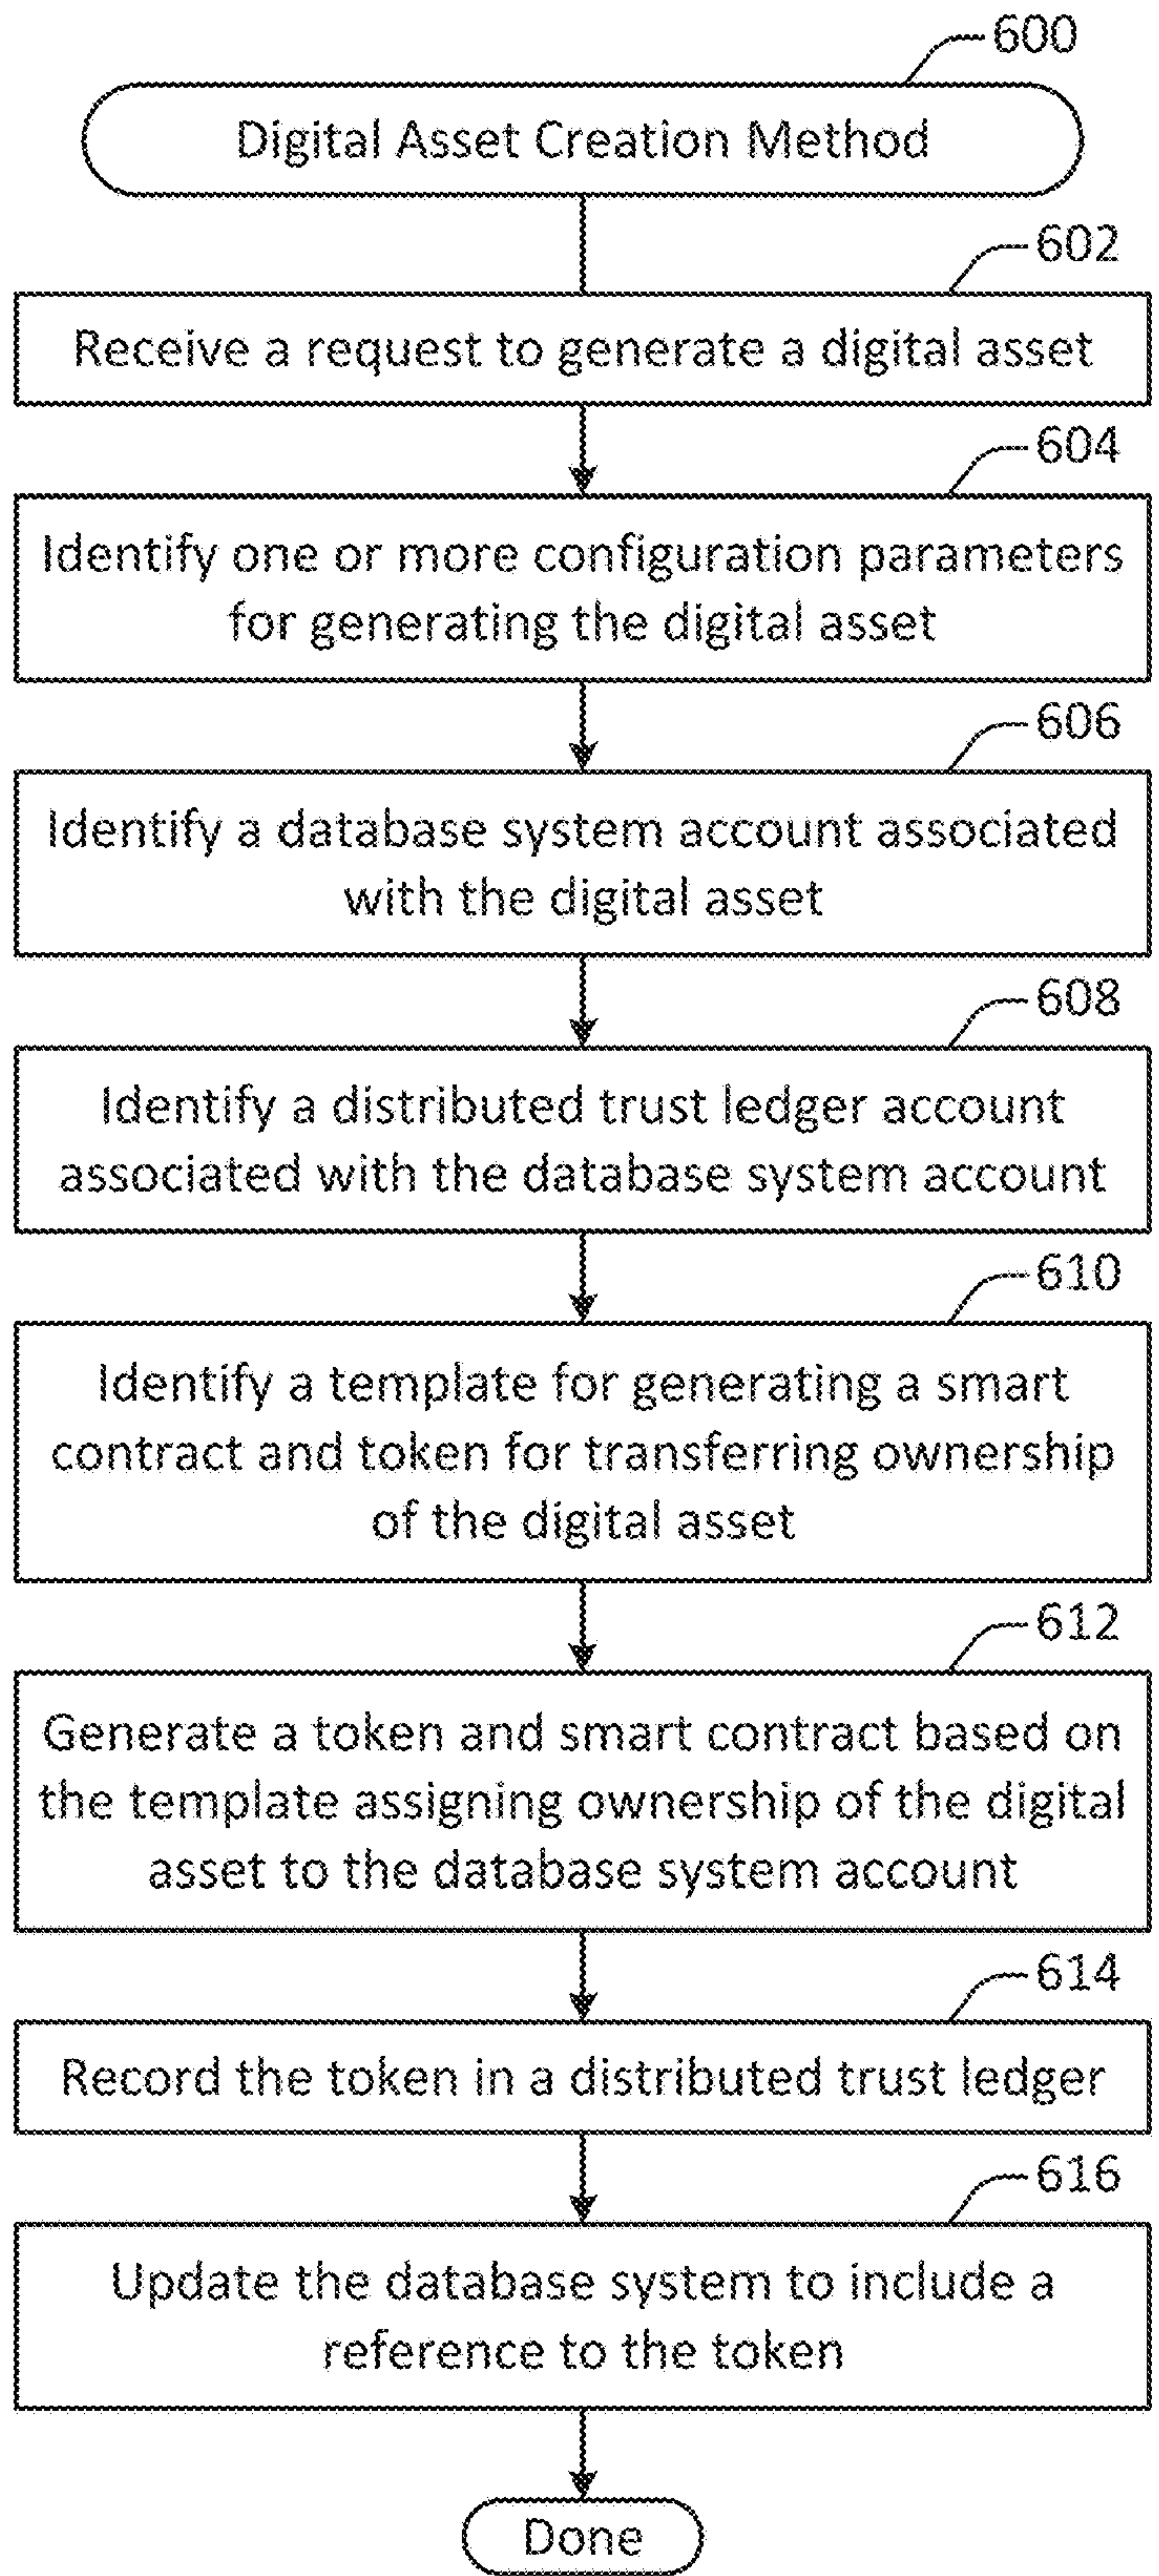 600
Digital Asset Creation Method
602
Receive a request to generate a digital asset
604
Identify one or more configuration parameters
for generating the digital asset
606
Identify a database system account associated
with the digital asset
608
Identify a distributed trust ledger account
associated with the database system account
610
Identify a template for generating a smart
contract and token for transferring ownership
of the digital asset
612
Generate a token and smart contract based on
the template assigning ownership of the digital
asset to the database system account
614
Record the token in a distributed trust ledger
616
Update the database system to include a
reference to the token
Done